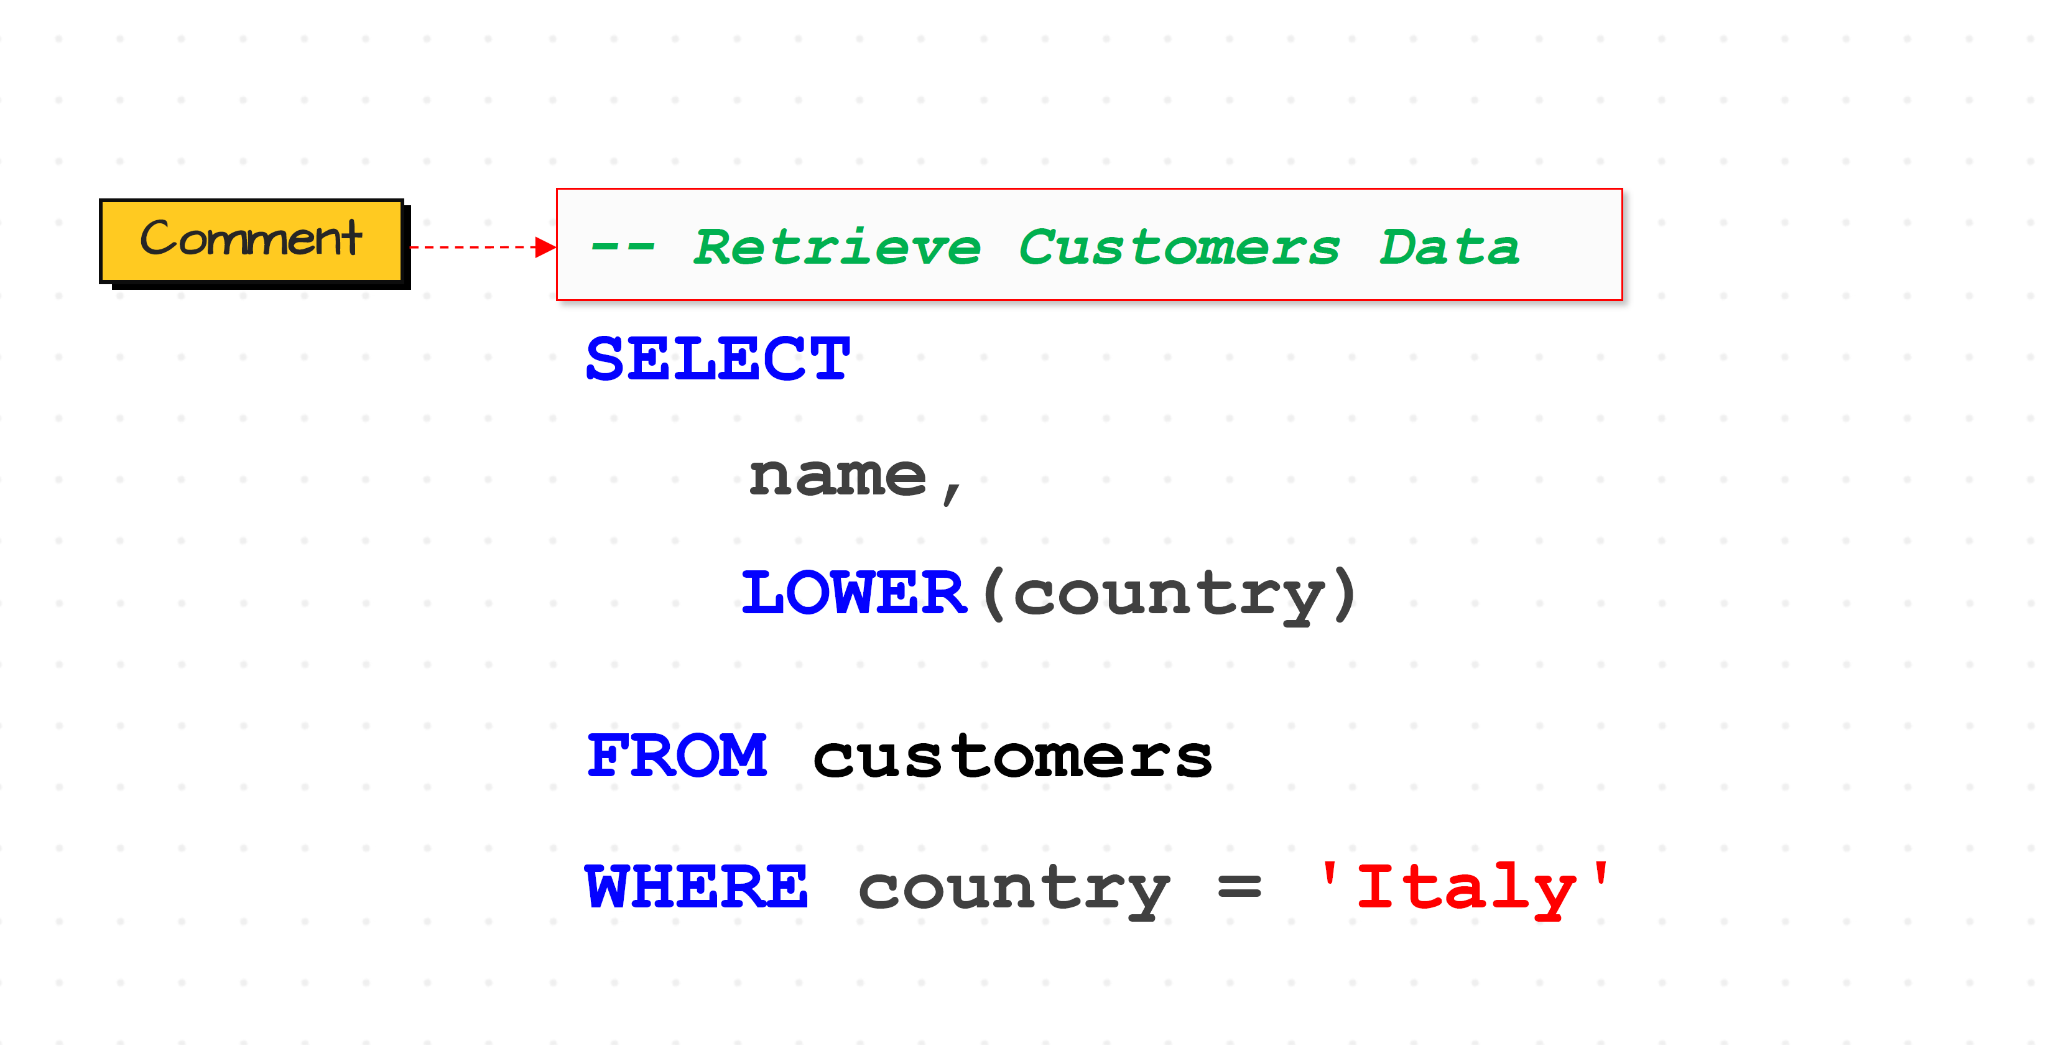 Comment
-- Retrieve Customers Data
SELECT
name,
LOWER(country)
FROM customers
WHERE country = 'Italy'